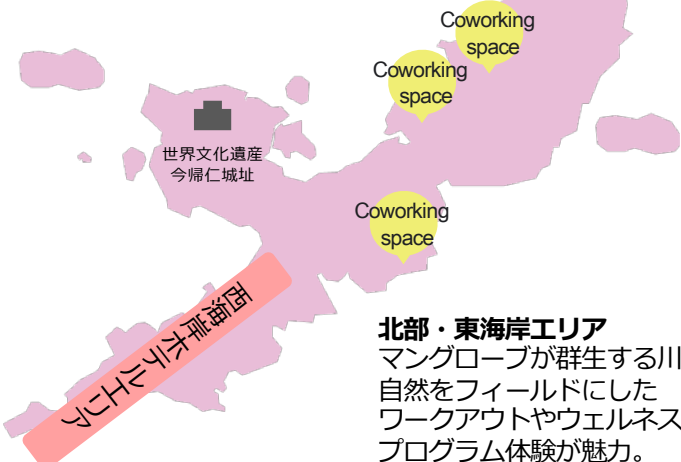 Coworking
space
Coworking
space
世界文化遺産
今帰仁城址
Coworking
space
西海岸ホテルエリア
北部・東海岸エリア
マングローブが群生する川
自然をフィールドにした
ワークアウトやウェルネス
プログラム体験が魅力。